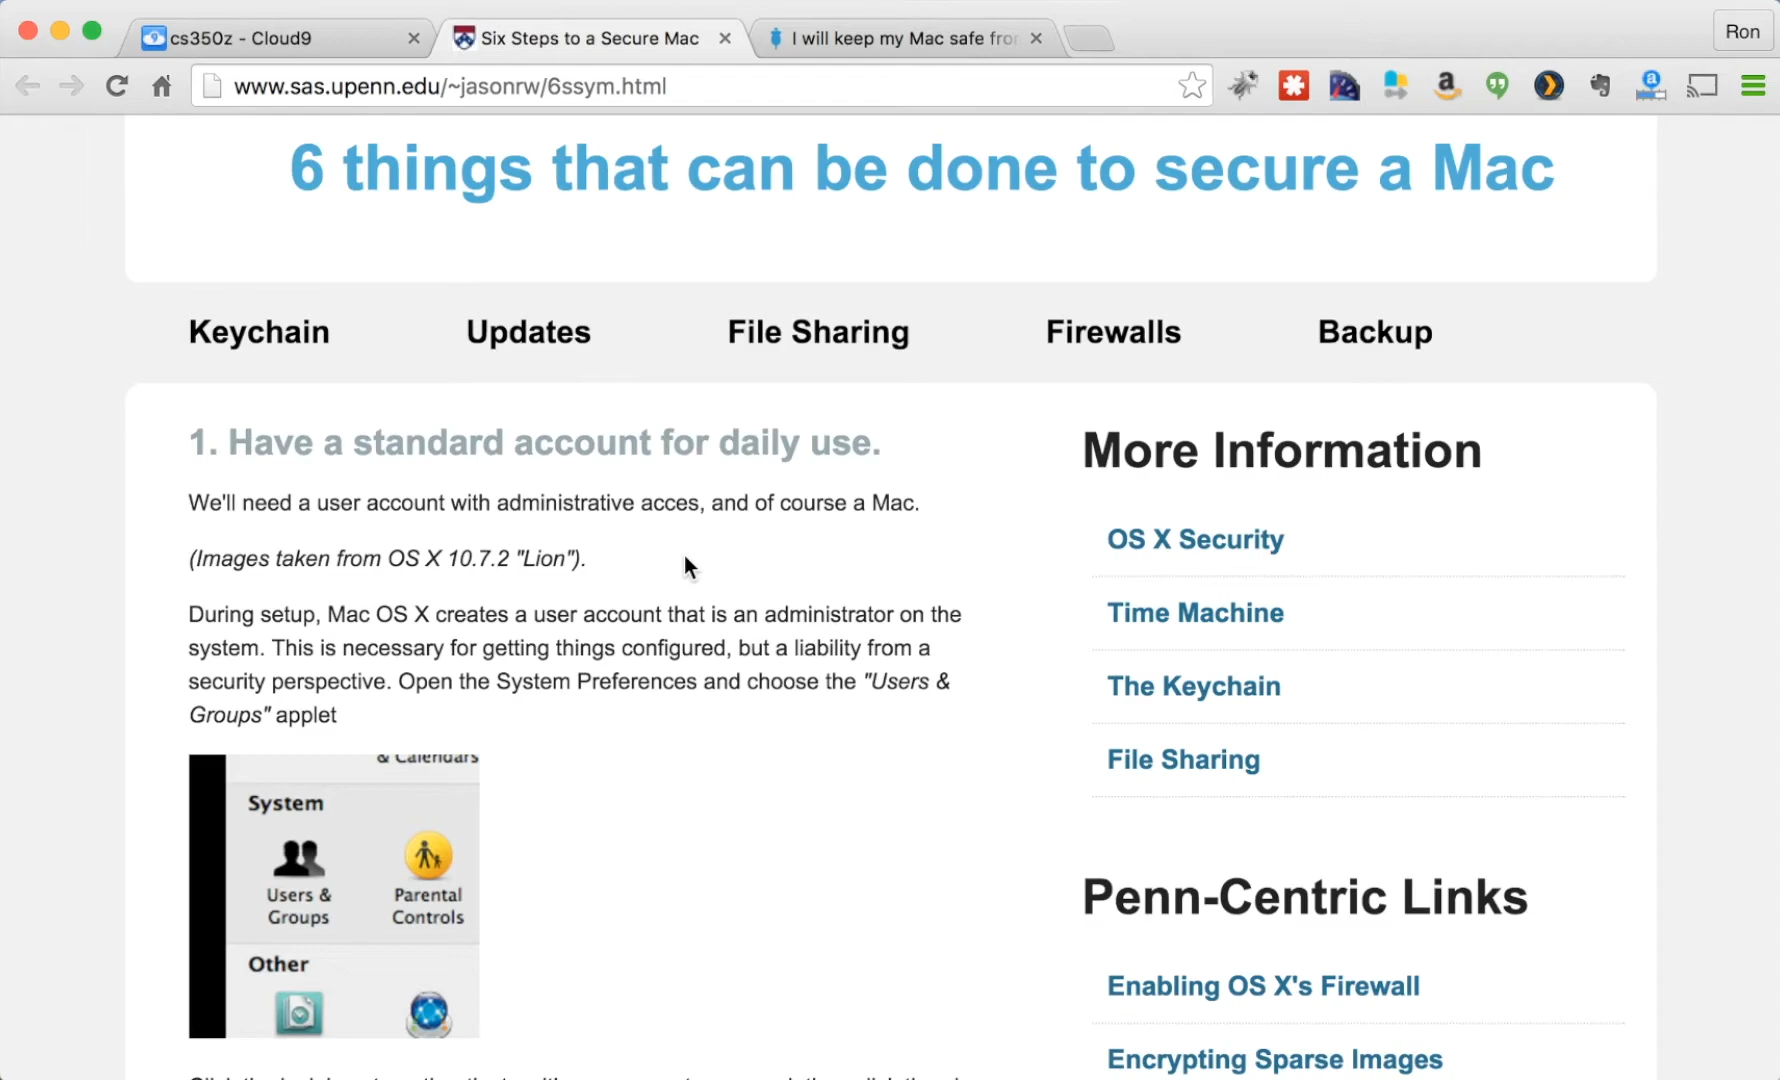 cs350z - Cloud9
Six Steps to a Secure Mac
I will keep my Mac safe from
Ron
www.sas.upenn.edu/~jasonrw/6ssym.html
6 things that can be done to secure a Mac
Keychain
Updates
File Sharing
Firewalls
Backup
1. Have a standard account for daily use.
We'll need a user account with administrative acces, and of course a Mac.
(Images taken from OS X 10.7.2 "Lion").
During setup, Mac OS X creates a user account that is an administrator on the
system. This is necessary for getting things configured, but a liability from a
security perspective. Open the System Preferences and choose the "Users &
Groups" applet
& Calendars
System
Users &
Groups
Parental
Controls
Other
More Information
OS X Security
Time Machine
The Keychain
File Sharing
Penn-Centric Links
Enabling OS X's Firewall
Encrypting Sparse Images